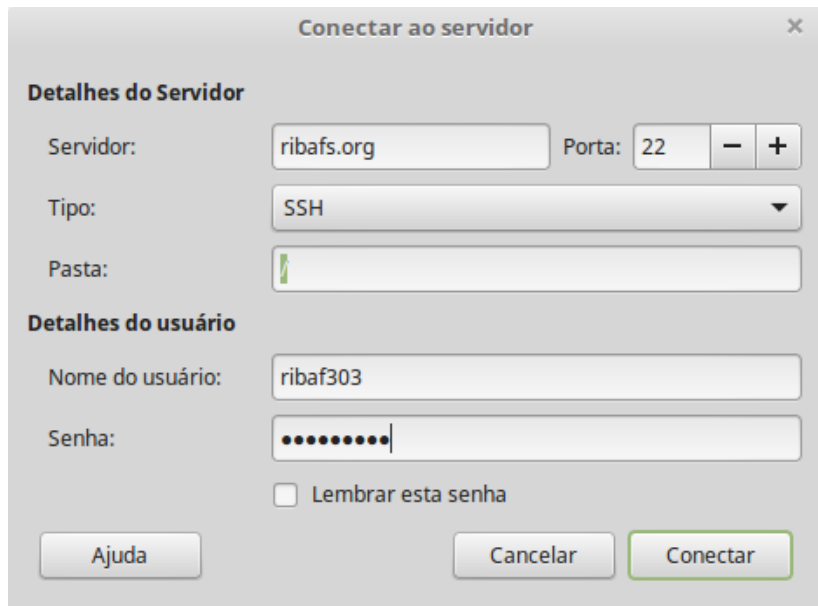 Conectar ao servidor ×
Detalhes do Servidor
Servidor: ribafs.org Porta: 22 − +
Tipo: SSH
Pasta: /
Detalhes do usuário
Nome do usuário: ribaf303
Senha: •••••••••
Lembrar esta senha
Ajuda Cancelar Conectar